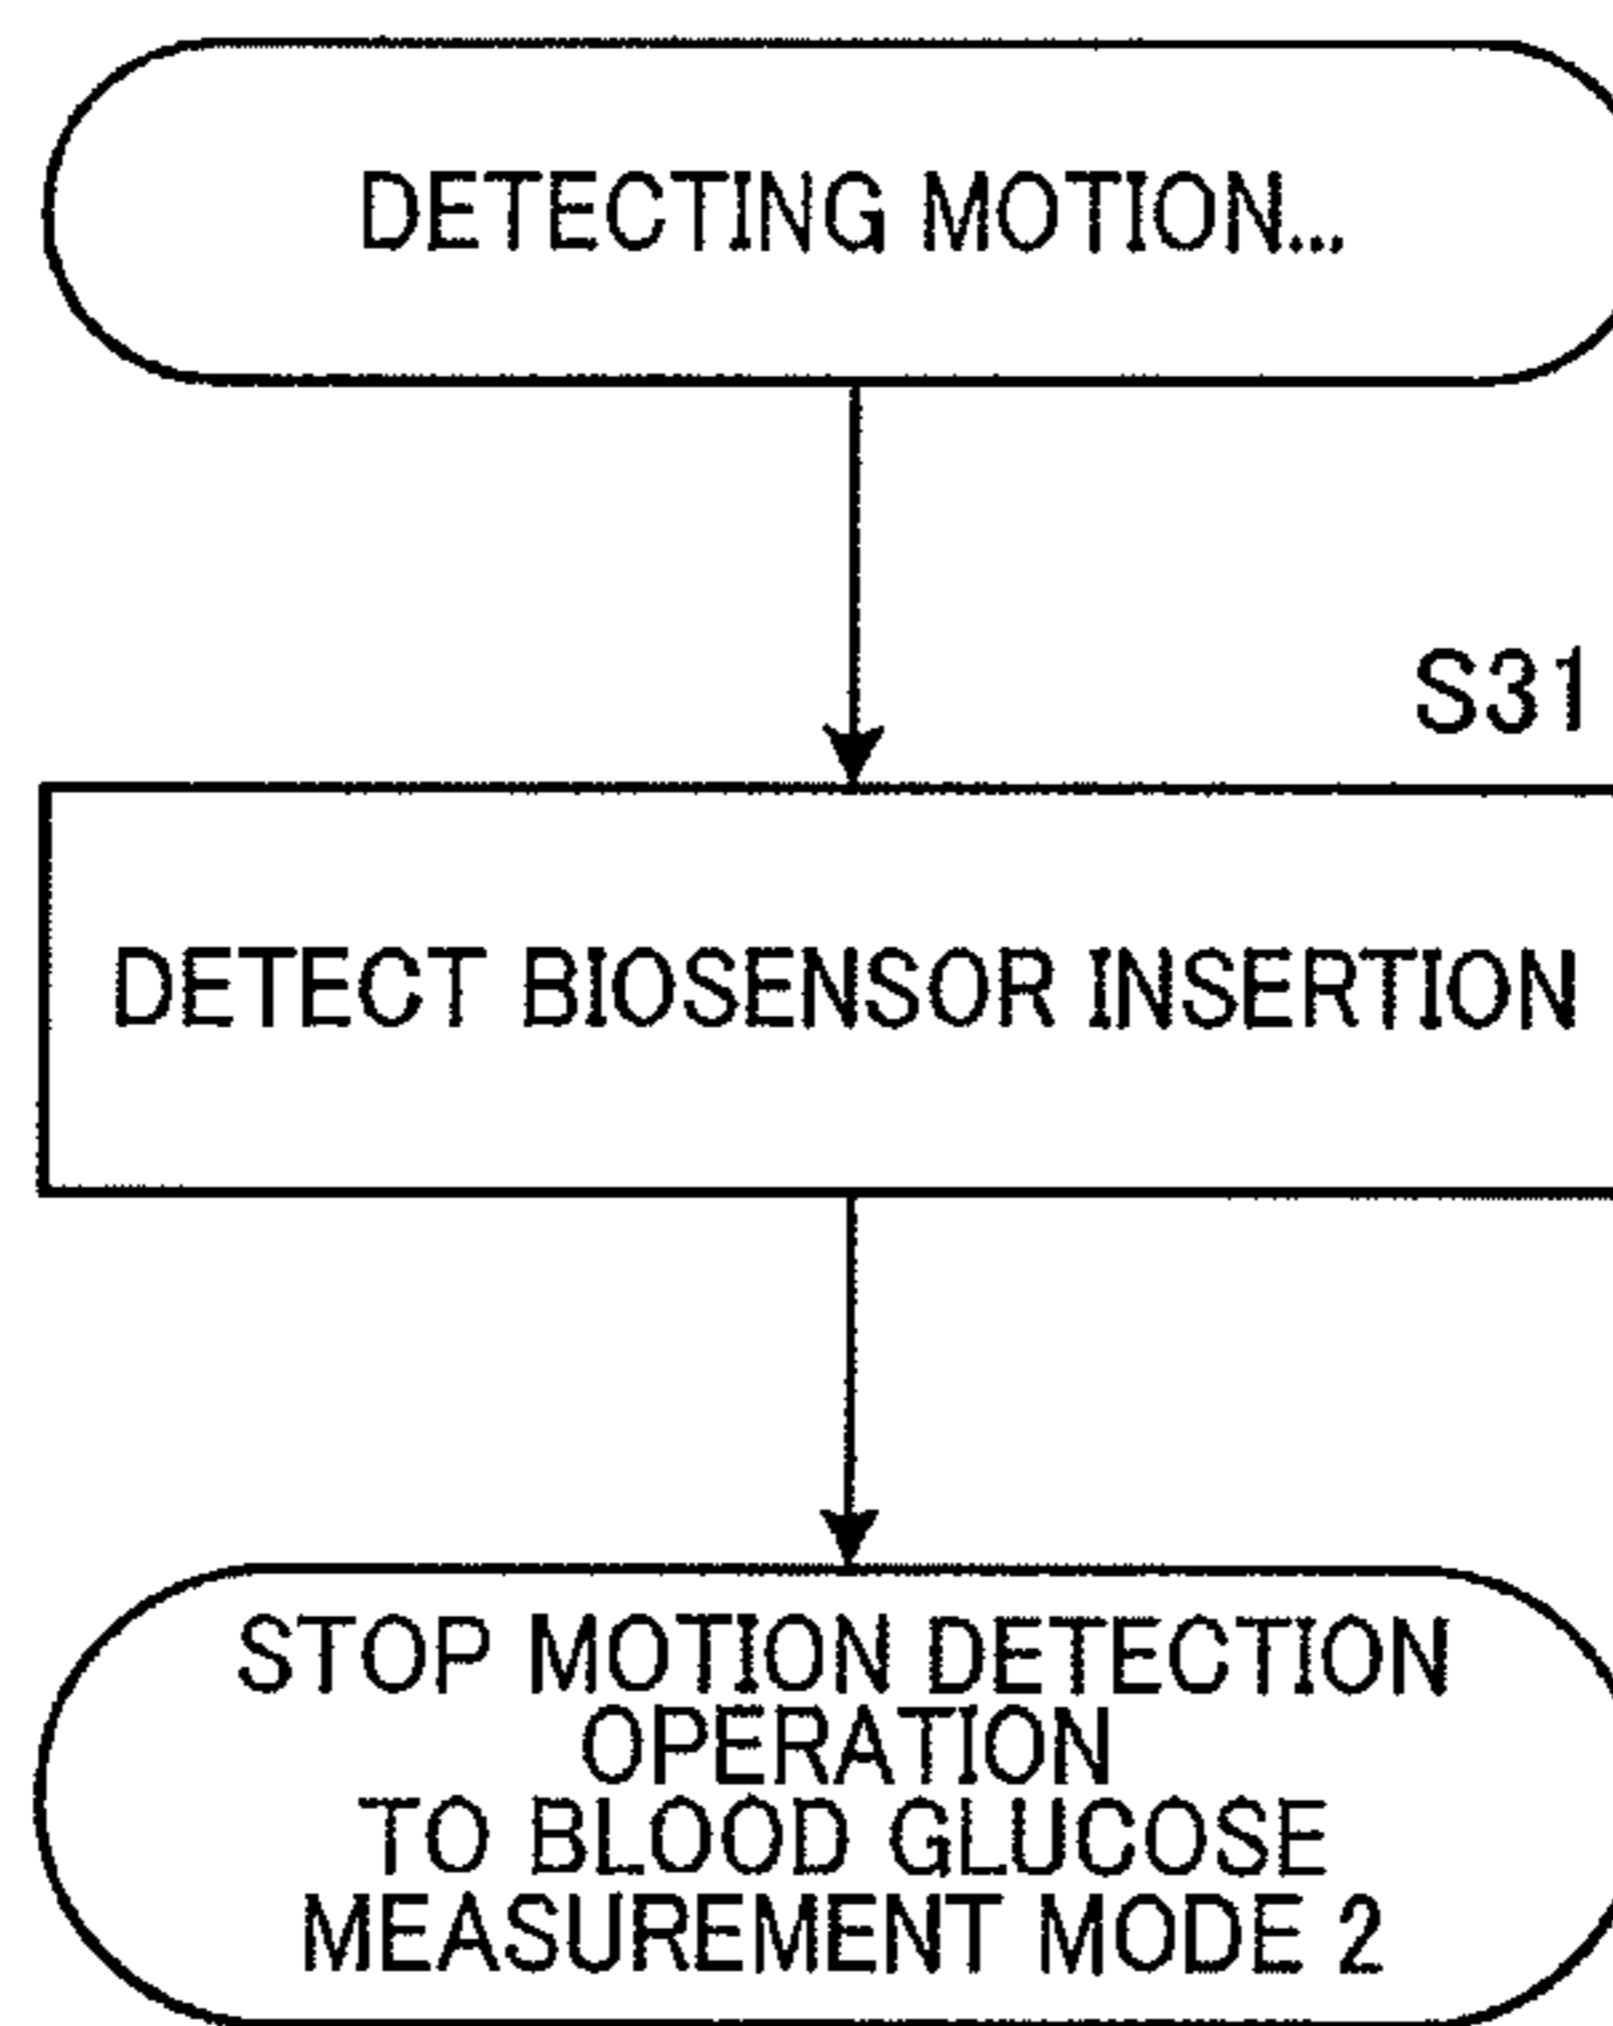 DETECTING MOTION...
S31
DETECT BIOSENSOR INSERTION
STOP MOTION DETECTION
OPERATION
TO BLOOD GLUCOSE
MEASUREMENT MODE 2